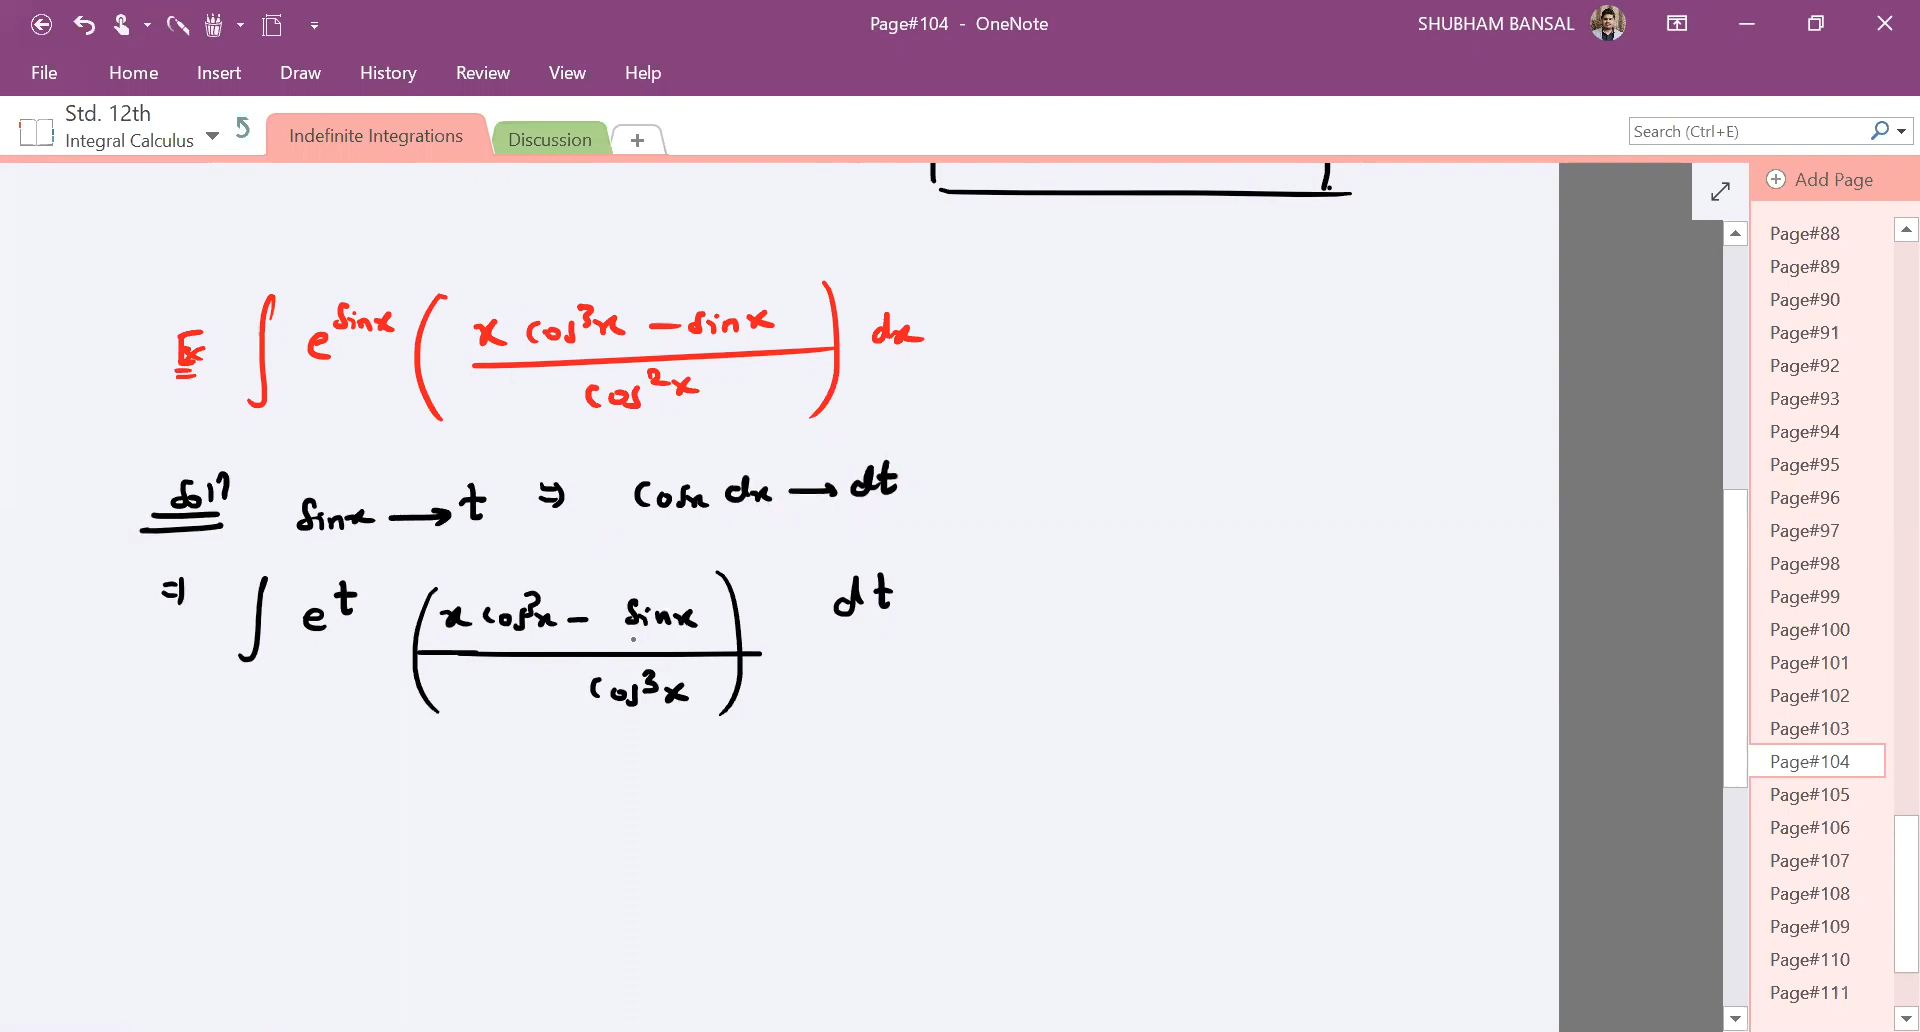 Page#104 - OneNote
SHUBHAM BANSAL
File Home Insert Draw History Review View Help
Std. 12th
Integral Calculus
Indefinite Integrations
Discussion
Search (Ctrl+E)
Add Page
Page#88
Page#89
Page#90
Page#91
Page#92
Page#93
Page#94
Page#95
Page#96
Page#97
Page#98
Page#99
Page#100
Page#101
Page#102
Page#103
Page#104
Page#105
Page#106
Page#107
Page#108
Page#109
Page#110
Page#111
Ex ∫ e^sinx ( (x cos³x − sinx) / cos²x ) dx
Solⁿ sinx → t ⇒ cosx dx → dt
⇒ ∫ e^t ( (x cos³x − sinx) / cos³x ) dt